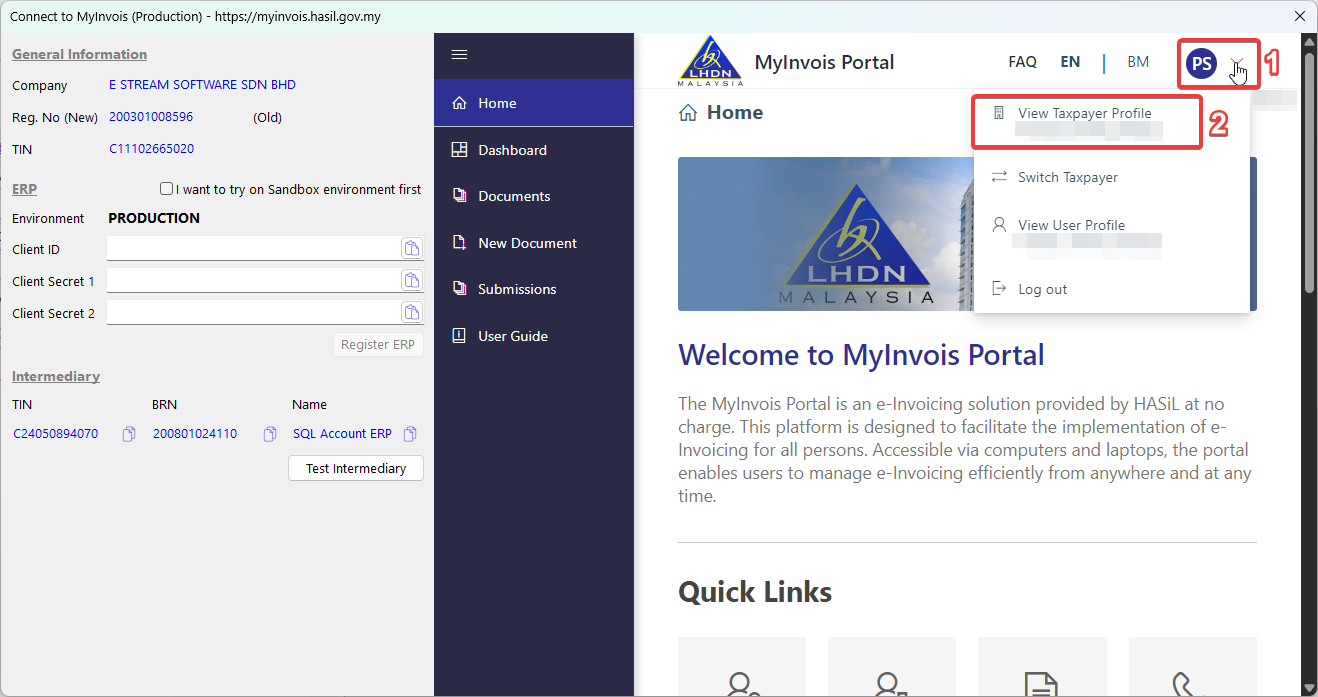 Connect to MyInvois (Production) - https://myinvois.hasil.gov.my
General Information
Company E STREAM SOFTWARE SDN BHD
Reg. No (New) 200301008596 (Old)
TIN C11102665020
ERP I want to try on Sandbox environment first
Environment PRODUCTION
Client ID
Client Secret 1
Client Secret 2
Register ERP
Intermediary
TIN BRN Name
C24050894070 200801024110 SQL Account ERP
Test Intermediary
Home
Dashboard
Documents
New Document
Submissions
User Guide
LHDN
MALAYSIA
MyInvois Portal
FAQ EN BM PS 1
Home
View Taxpayer Profile 2
Switch Taxpayer
View User Profile
Log out
LHDN
MALAYSIA
Welcome to MyInvois Portal
The MyInvois Portal is an e-Invoicing solution provided by HASiL at no
charge. This platform is designed to facilitate the implementation of e-
Invoicing for all persons. Accessible via computers and laptops, the portal
enables users to manage e-Invoicing efficiently from anywhere and at any
time.
Quick Links